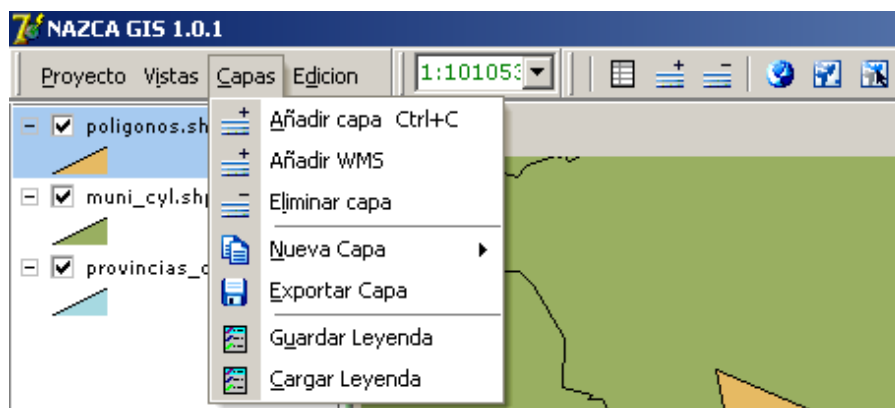 NAZCA GIS 1.0.1
Proyecto Vistas Capas Edicion 1:101053
poligonos.sh
muni_cyl.shp
provincias_c
Añadir capa Ctrl+C
Añadir WMS
Eliminar capa
Nueva Capa
Exportar Capa
Guardar Leyenda
Cargar Leyenda